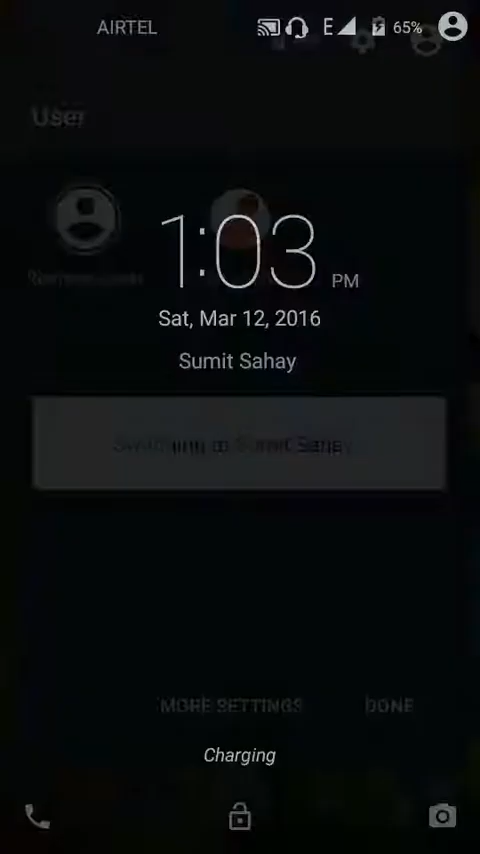 AIRTEL E 65%
User
1:03 PM
Sat, Mar 12, 2016
Sumit Sahay
Switching to Sumit Sahay
MORE SETTINGS DONE
Charging